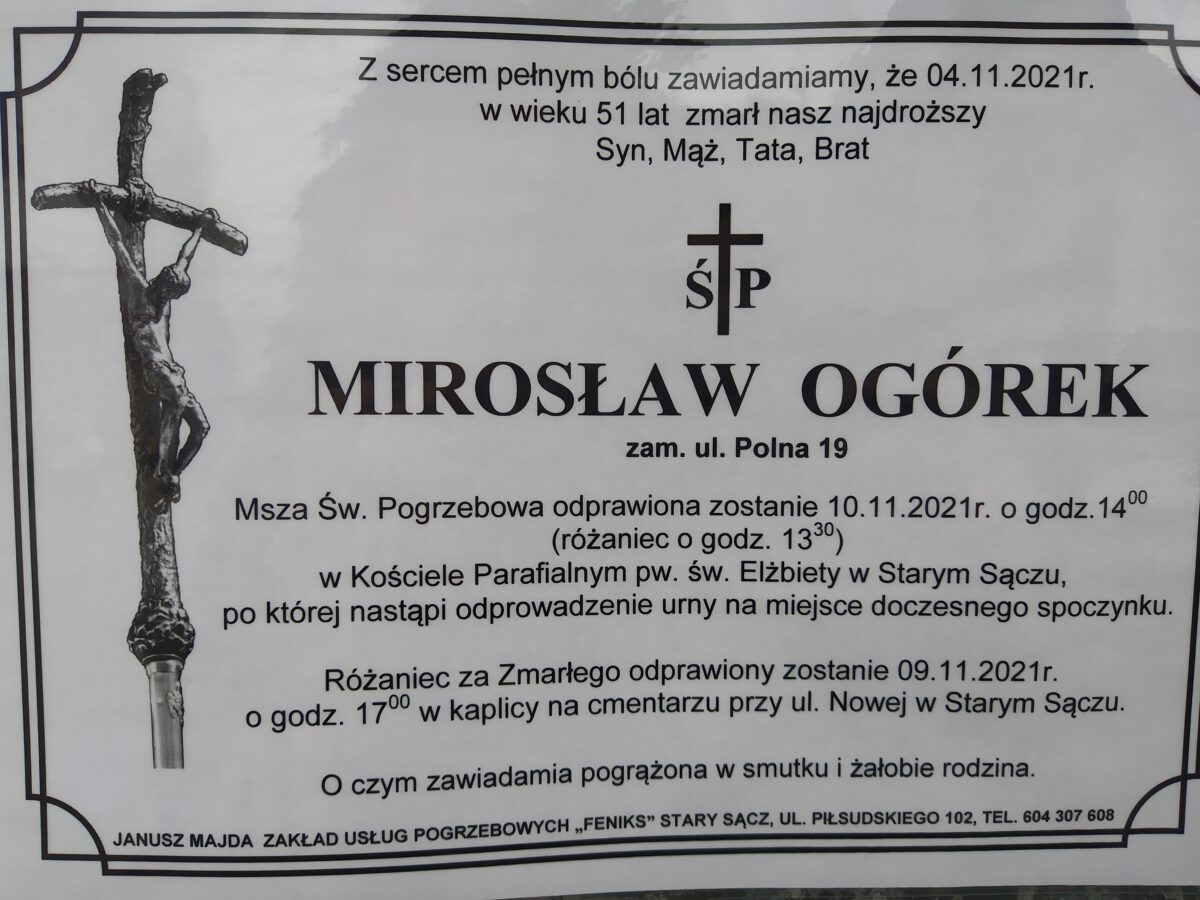 Z sercem pełnym bólu zawiadamiamy, że 04.11.2021r.
w wieku 51 lat zmarł nasz najdroższy
Syn, Mąż, Tata, Brat
Ś P
MIROSŁAW OGÓREK
zam. ul. Polna 19
Msza Św. Pogrzebowa odprawiona zostanie 10.11.2021r. o godz.14⁰⁰
(różaniec o godz. 13³⁰)
w Kościele Parafialnym pw. św. Elżbiety w Starym Sączu,
po której nastąpi odprowadzenie urny na miejsce doczesnego spoczynku.
Różaniec za Zmarłego odprawiony zostanie 09.11.2021r.
o godz. 17⁰⁰ w kaplicy na cmentarzu przy ul. Nowej w Starym Sączu.
O czym zawiadamia pogrążona w smutku i żałobie rodzina.
JANUSZ MAJDA ZAKŁAD USŁUG POGRZEBOWYCH „FENIKS” STARY SĄCZ, UL. PIŁSUDSKIEGO 102, TEL. 604 307 608